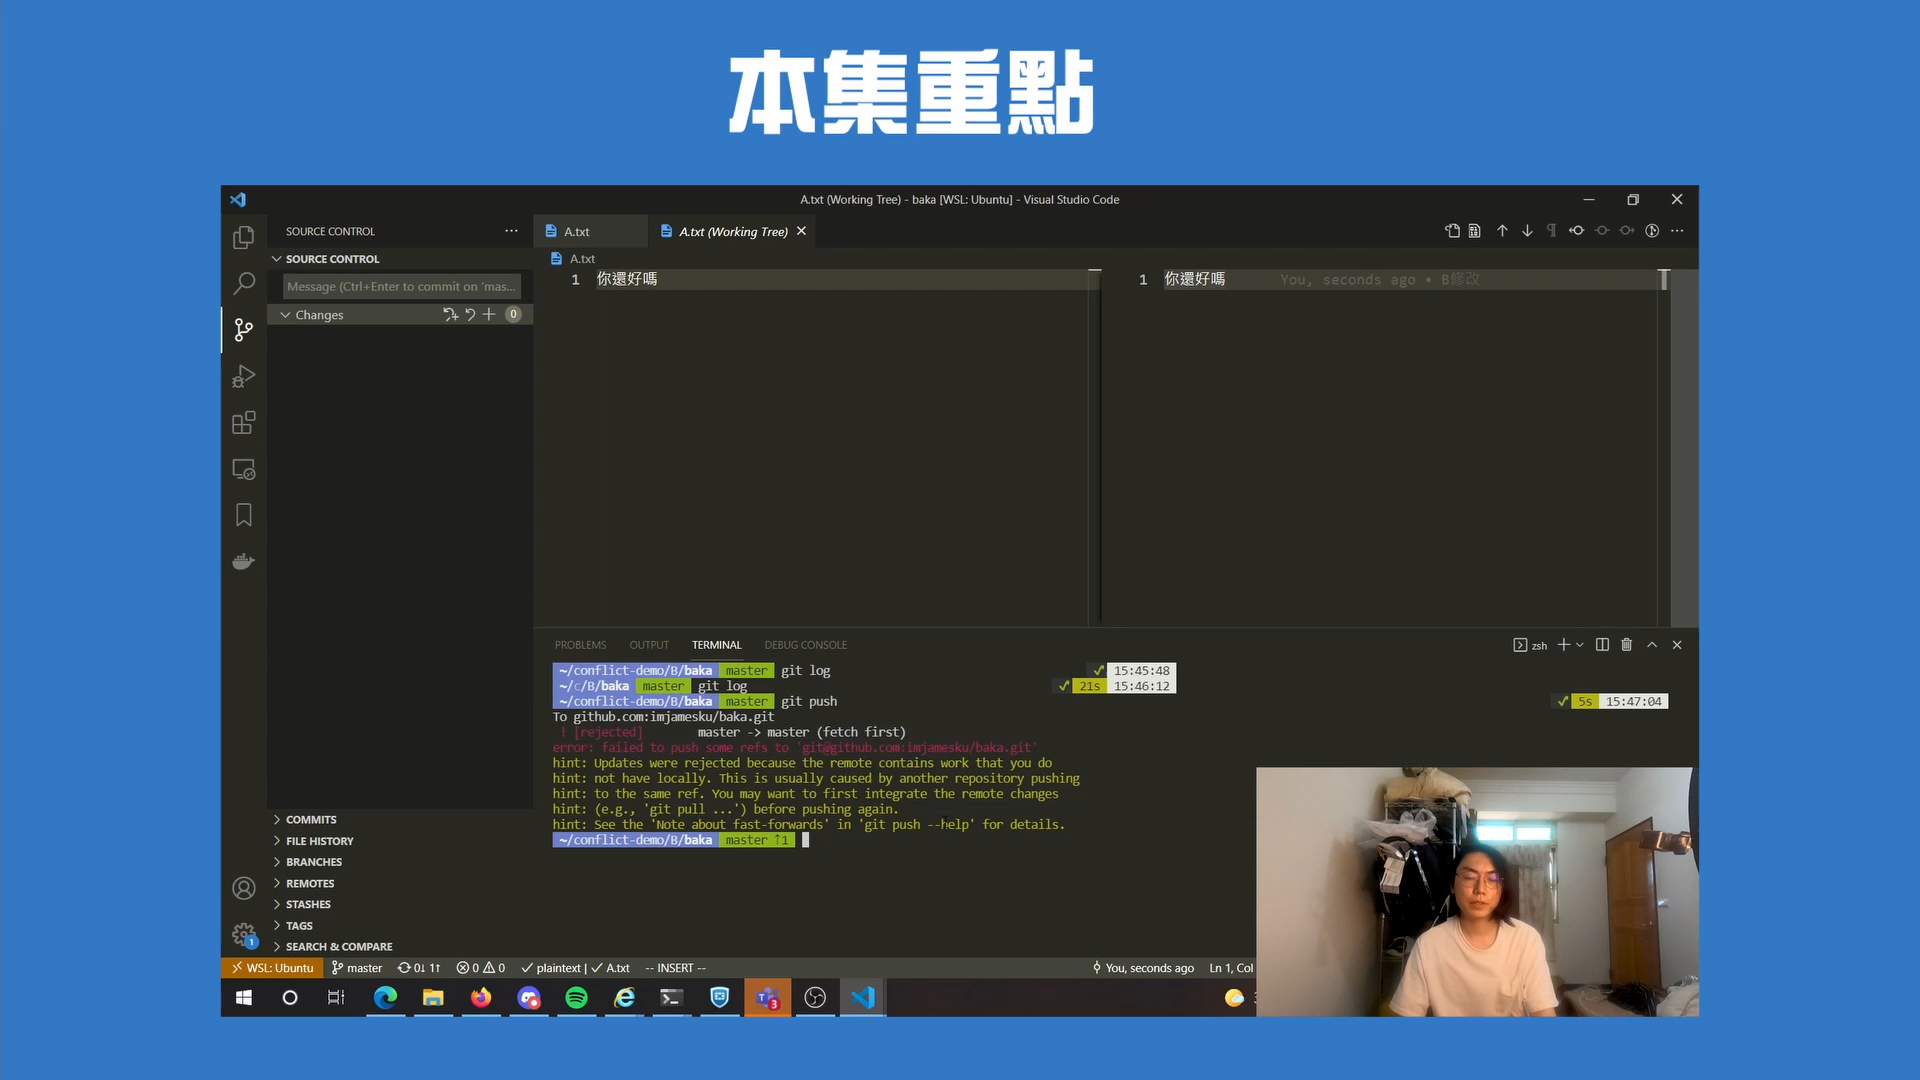 本集重點
A.txt (Working Tree) - baka [WSL: Ubuntu] - Visual Studio Code
SOURCE CONTROL
A.txt
A.txt (Working Tree)
SOURCE CONTROL
A.txt
Message (Ctrl+Enter to commit on 'mas...
1 你還好嗎
1 你還好嗎 You, seconds ago • B修改
Changes 0
PROBLEMS OUTPUT TERMINAL DEBUG CONSOLE
zsh
~/conflict-demo/B/baka master git log ✓ 15:45:48
~/c/B/baka master git log ✓ 21s 15:46:12
~/conflict-demo/B/baka master git push ✓ 5s 15:47:04
To github.com:imjamesku/baka.git
! [rejected] master -> master (fetch first)
error: failed to push some refs to 'git@github.com:imjamesku/baka.git'
hint: Updates were rejected because the remote contains work that you do
hint: not have locally. This is usually caused by another repository pushing
hint: to the same ref. You may want to first integrate the remote changes
hint: (e.g., 'git pull ...') before pushing again.
hint: See the 'Note about fast-forwards' in 'git push --help' for details.
~/conflict-demo/B/baka master ⇡1
COMMITS
FILE HISTORY
BRANCHES
REMOTES
STASHES
TAGS
SEARCH & COMPARE
1
WSL: Ubuntu master 0↓ 1↑ 0 0 ✓ plaintext | ✓ A.txt -- INSERT -- You, seconds ago Ln 1, Col
3